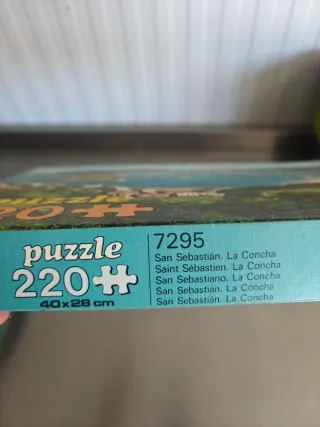 puzzle
220
40x28 cm
7295
San Sebastián. La Concha
Saint Sébastien. La Concha
San Sebastiano. La Concha
San Sebastián. La Concha
San Sebastián. La Concha